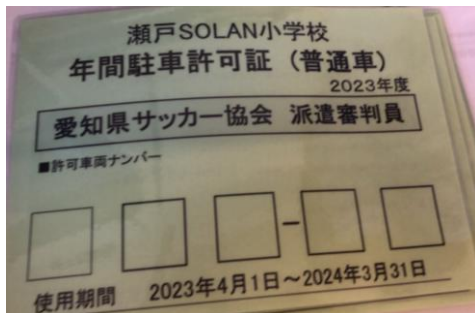 瀬戸SOLAN小学校
年間駐車許可証（普通車）
2023年度
愛知県サッカー協会 派遣審判員
■許可車両ナンバー
－
使用期間 2023年4月1日～2024年3月31日